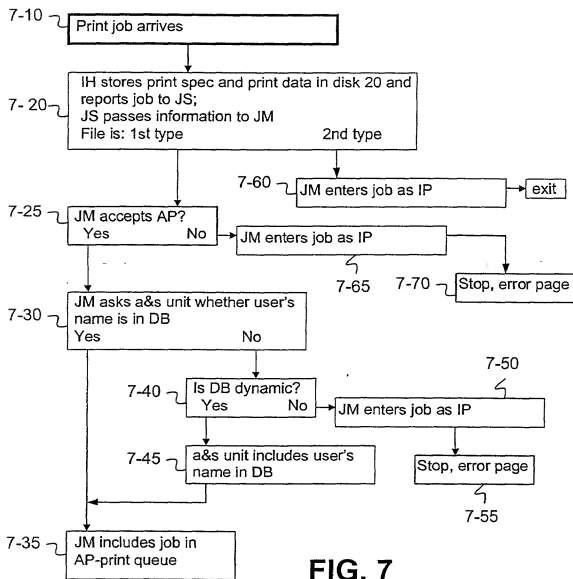 7-10
Print job arrives
7- 20
IH stores print spec and print data in disk 20 and
reports job to JS;
JS passes information to JM
File is: 1st type 2nd type
7-60
JM enters job as IP
exit
7-25
JM accepts AP?
Yes No
JM enters job as IP
7-65
7-70
Stop, error page
7-30
JM asks a&s unit whether user's
name is in DB
Yes No
7-40
Is DB dynamic?
Yes No
7-50
JM enters job as IP
7-45
a&s unit includes user's
name in DB
Stop, error page
7-55
7-35
JM includes job in
AP-print queue
FIG. 7